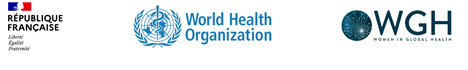 RÉPUBLIQUE
FRANÇAISE
Liberté
Égalité
Fraternité
World Health
Organization
WGH
WOMEN IN GLOBAL HEALTH